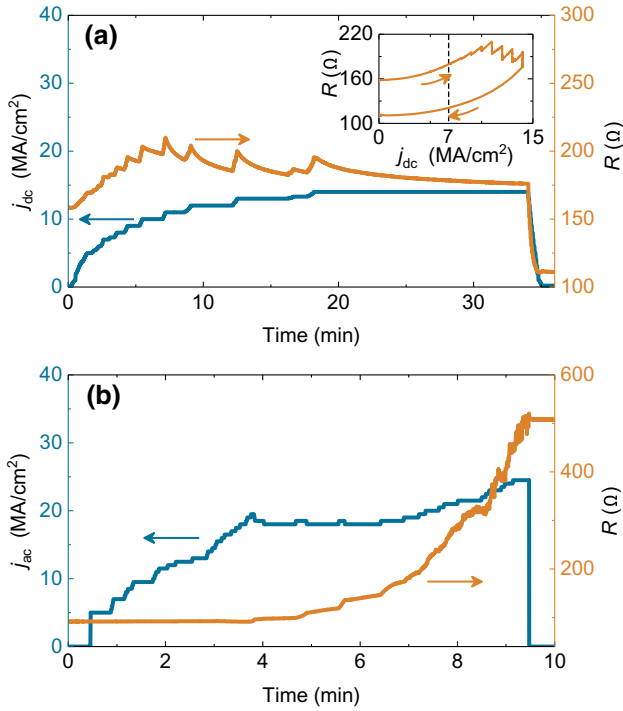 (a)
40
30
20
10
0
j_dc (MA/cm²)
300
250
200
150
100
R (Ω)
220
160
100
R (Ω)
0 7 15
j_dc (MA/cm²)
0 10 20 30
Time (min)
(b)
40
30
20
10
0
j_ac (MA/cm²)
600
400
200
R (Ω)
0 2 4 6 8 10
Time (min)